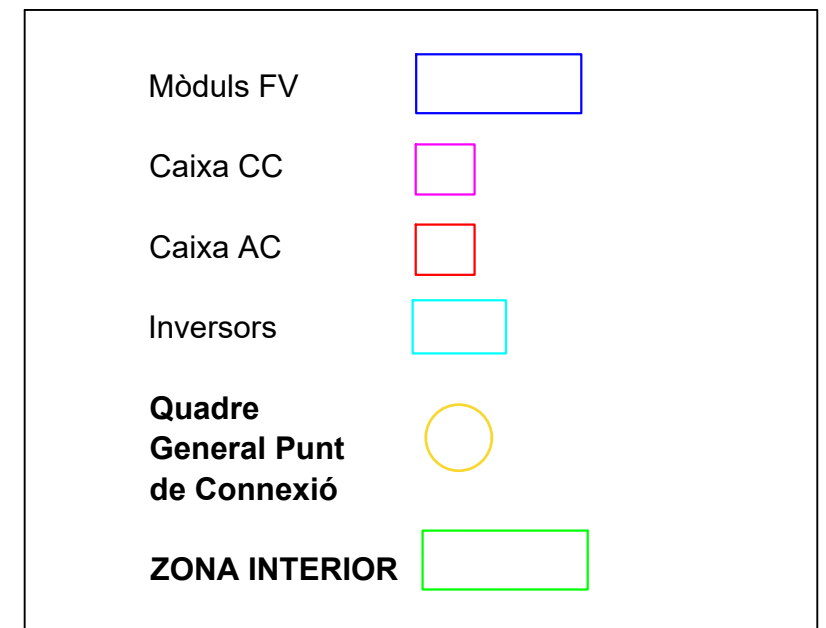 Mòduls FV
Caixa CC
Caixa AC
Inversors
Quadre
General Punt
de Connexió
ZONA INTERIOR